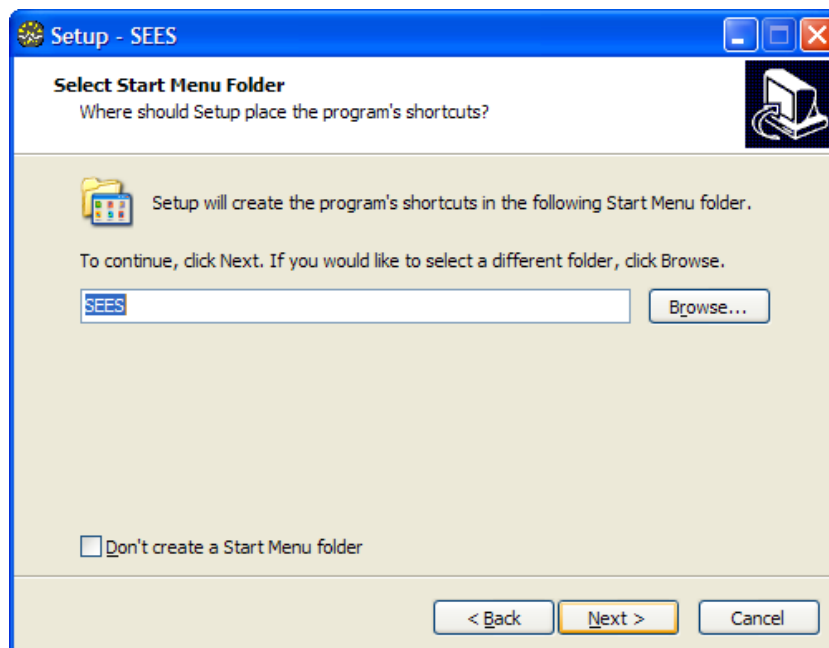 Setup - SEES
Select Start Menu Folder
Where should Setup place the program's shortcuts?
Setup will create the program's shortcuts in the following Start Menu folder.
To continue, click Next. If you would like to select a different folder, click Browse.
SEES
Browse...
Don't create a Start Menu folder
< Back
Next >
Cancel